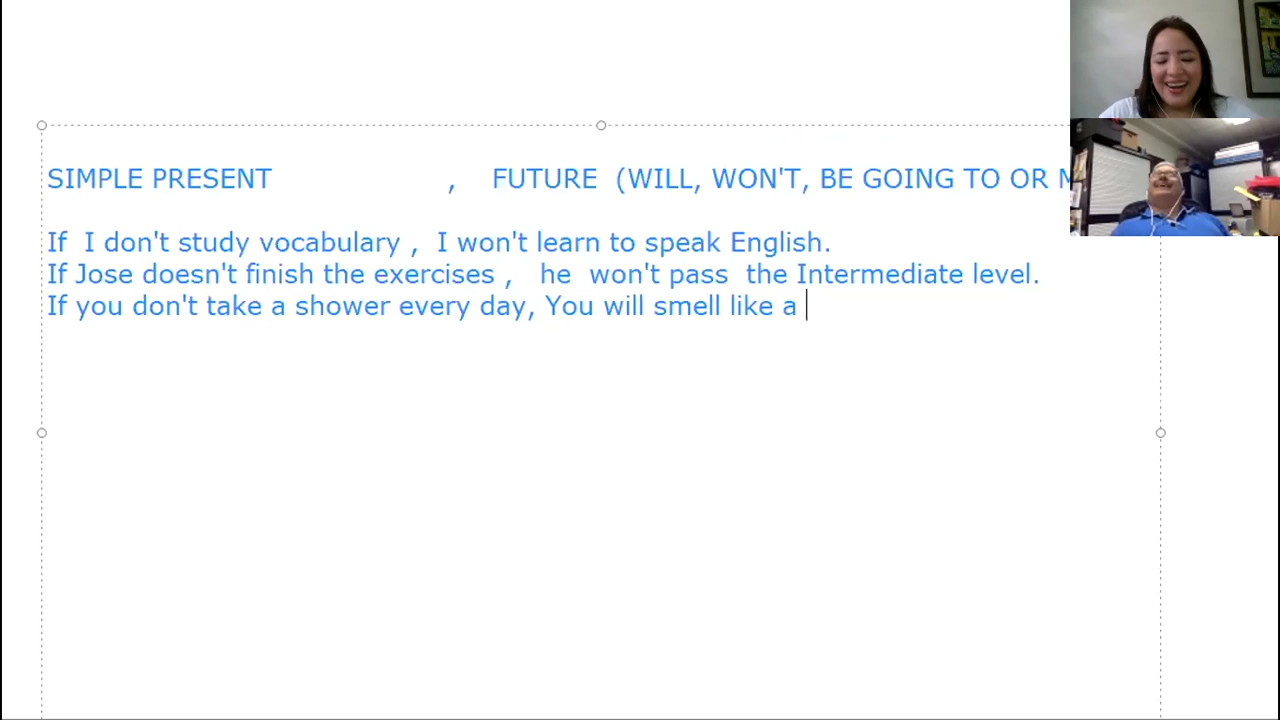 SIMPLE PRESENT , FUTURE (WILL, WON'T, BE GOING TO OR
If I don't study vocabulary , I won't learn to speak English.
If Jose doesn't finish the exercises , he won't pass the Intermediate level.
If you don't take a shower every day, You will smell like a